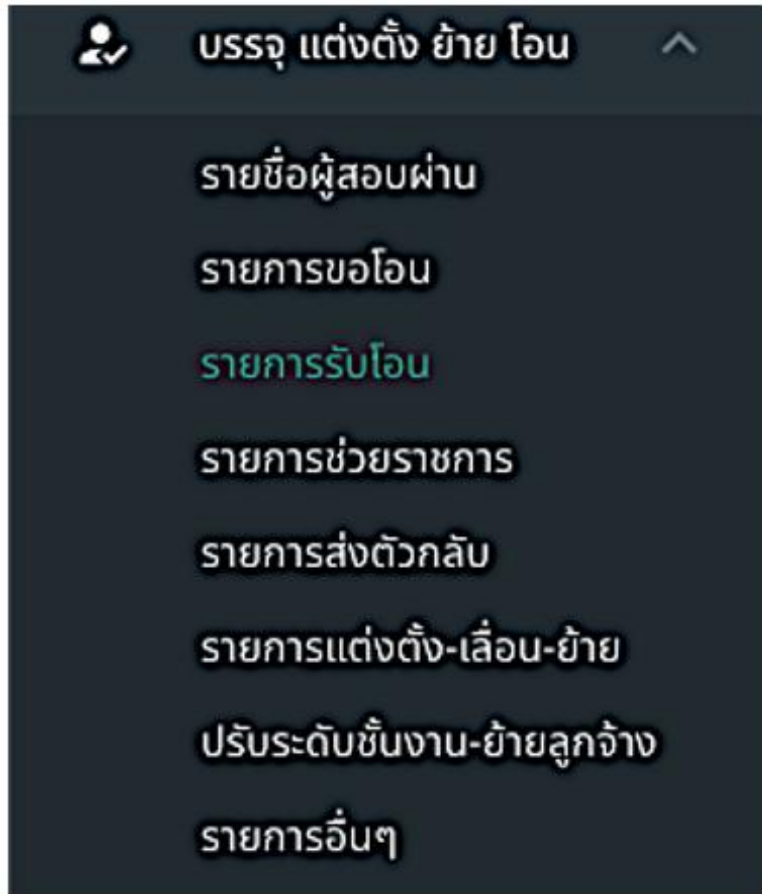 บรรจุ แต่งตั้ง ย้าย โอน
รายชื่อผู้สอบผ่าน
รายการขอโอน
รายการรับโอน
รายการช่วยราชการ
รายการส่งตัวกลับ
รายการแต่งตั้ง-เลื่อน-ย้าย
ปรับระดับชั้นงาน-ย้ายลูกจ้าง
รายการอื่นๆ